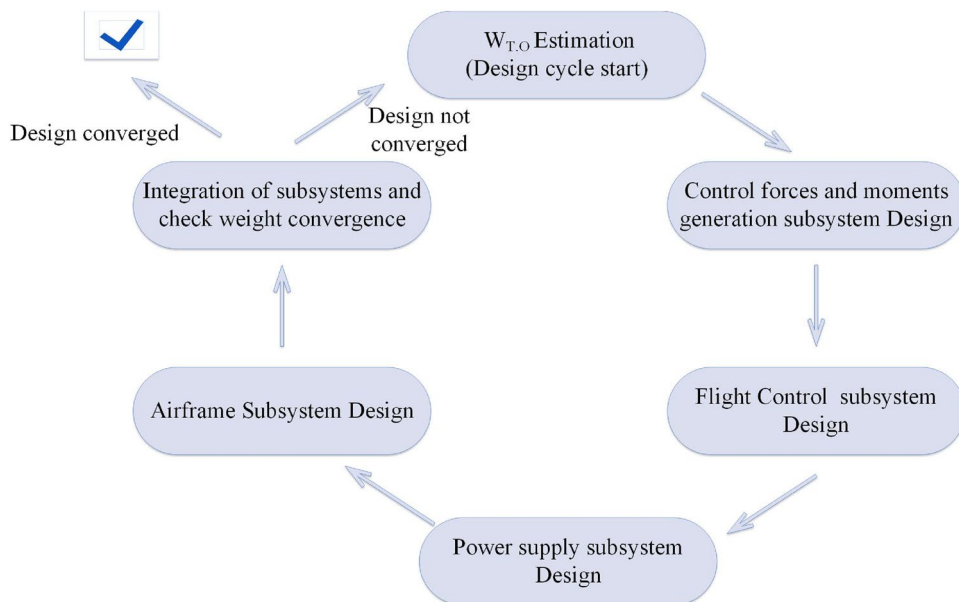 W_T.O Estimation
(Design cycle start)
Design converged
Design not
converged
Integration of subsystems and
check weight convergence
Control forces and moments
generation subsystem Design
Airframe Subsystem Design
Flight Control subsystem
Design
Power supply subsystem
Design